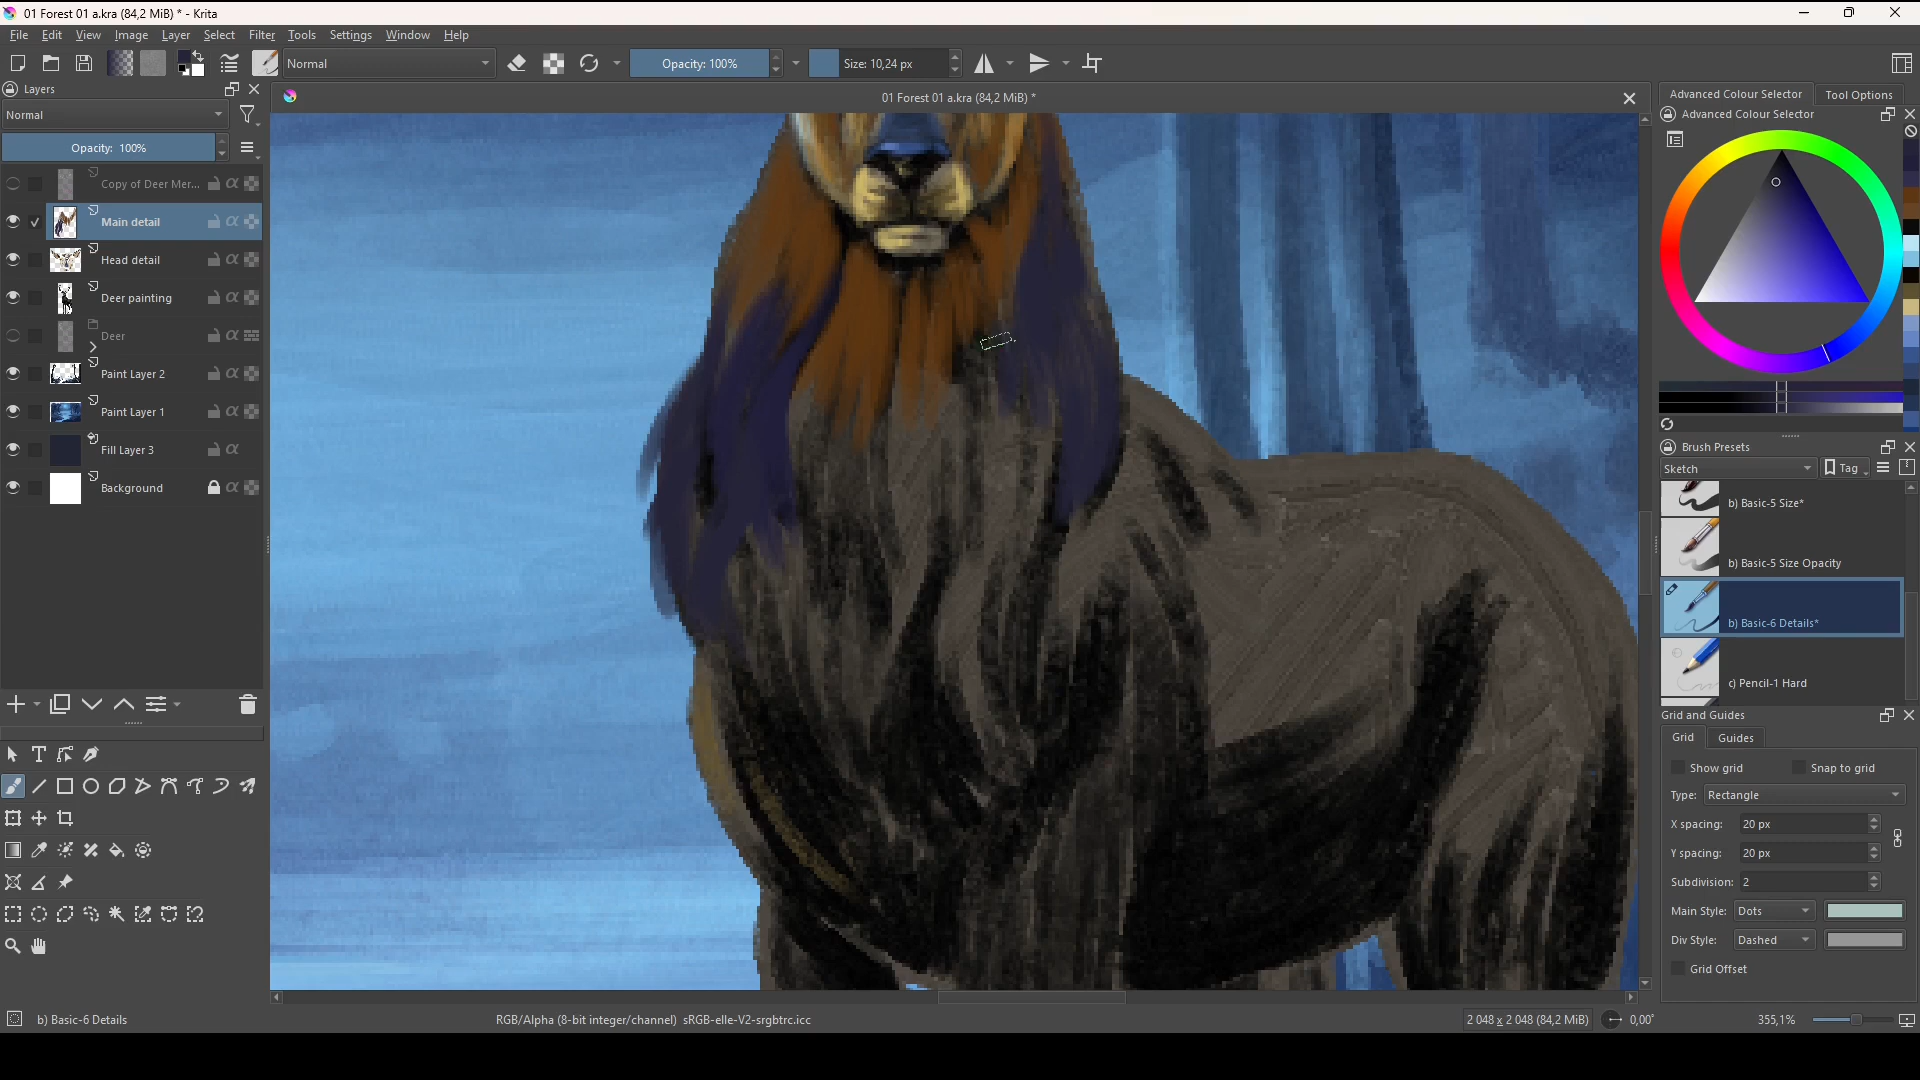 01 Forest 01 a.kra (84,2 MiB) * - Krita
File Edit View Image Layer Select Filter Tools Settings Window Help
Normal Opacity: 100% Size: 10,24 px
Layers
01 Forest 01 a.kra (84,2 MiB) *
Advanced Colour Selector Tool Options
Advanced Colour Selector
Normal
Opacity: 100%
Copy of Deer Mer...
Main detail
Head detail
Deer painting
Deer
Paint Layer 2
Paint Layer 1
Fill Layer 3
Background
Brush Presets
Sketch Tag
b) Basic-5 Size*
b) Basic-5 Size Opacity
b) Basic-6 Details*
c) Pencil-1 Hard
Grid and Guides
Grid Guides
Show grid Snap to grid
Type: Rectangle
X spacing: 20 px
Y spacing: 20 px
Subdivision: 2
Main Style: Dots
Div Style: Dashed
Grid Offset
b) Basic-6 Details
RGB/Alpha (8-bit integer/channel) sRGB-elle-V2-srgbtrc.icc
2 048 x 2 048 (84,2 MiB)
0,00°
355,1%